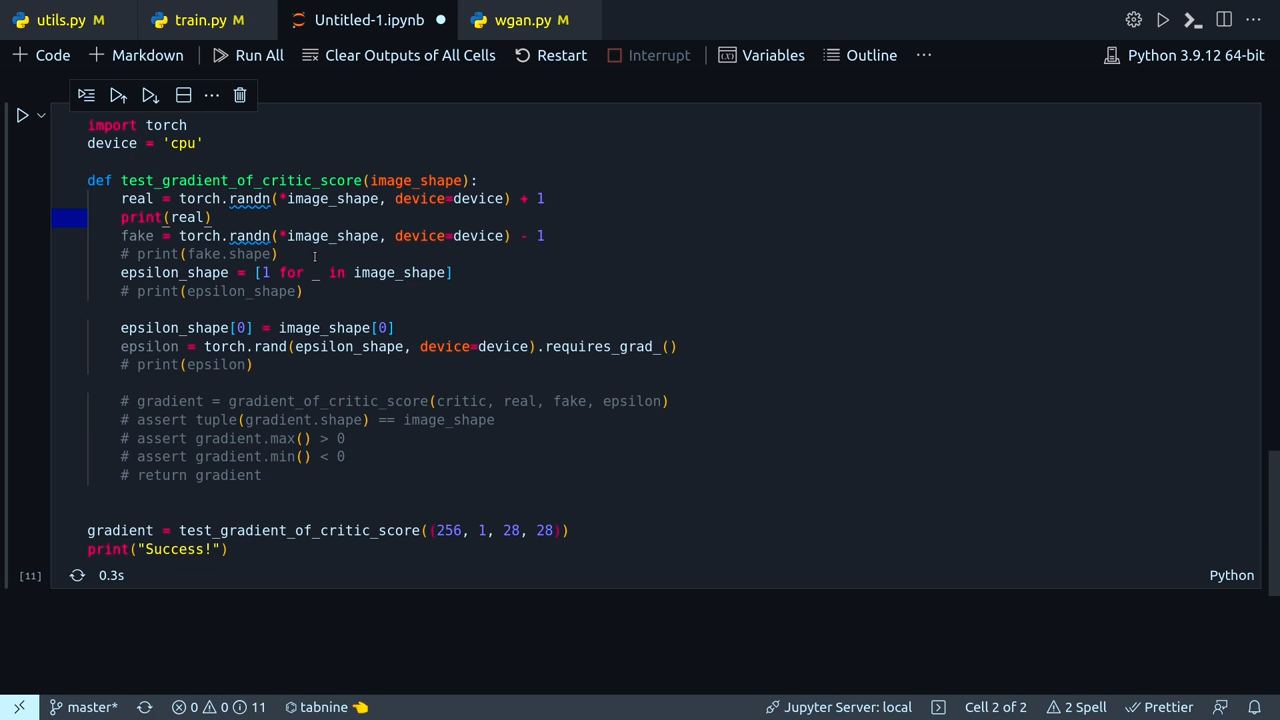 utils.py M train.py M Untitled-1.ipynb wgan.py M
Code Markdown Run All Clear Outputs of All Cells Restart Interrupt Variables Outline ... Python 3.9.12 64-bit
import torch
device = 'cpu'
def test_gradient_of_critic_score(image_shape):
real = torch.randn(*image_shape, device=device) + 1
print(real)
fake = torch.randn(*image_shape, device=device) - 1
# print(fake.shape)
epsilon_shape = [1 for _ in image_shape]
# print(epsilon_shape)
epsilon_shape[0] = image_shape[0]
epsilon = torch.rand(epsilon_shape, device=device).requires_grad_()
# print(epsilon)
# gradient = gradient_of_critic_score(critic, real, fake, epsilon)
# assert tuple(gradient.shape) == image_shape
# assert gradient.max() > 0
# assert gradient.min() < 0
# return gradient
gradient = test_gradient_of_critic_score((256, 1, 28, 28))
print("Success!")
[11] 0.3s Python
master* 0 0 11 tabnine Jupyter Server: local Cell 2 of 2 2 Spell Prettier